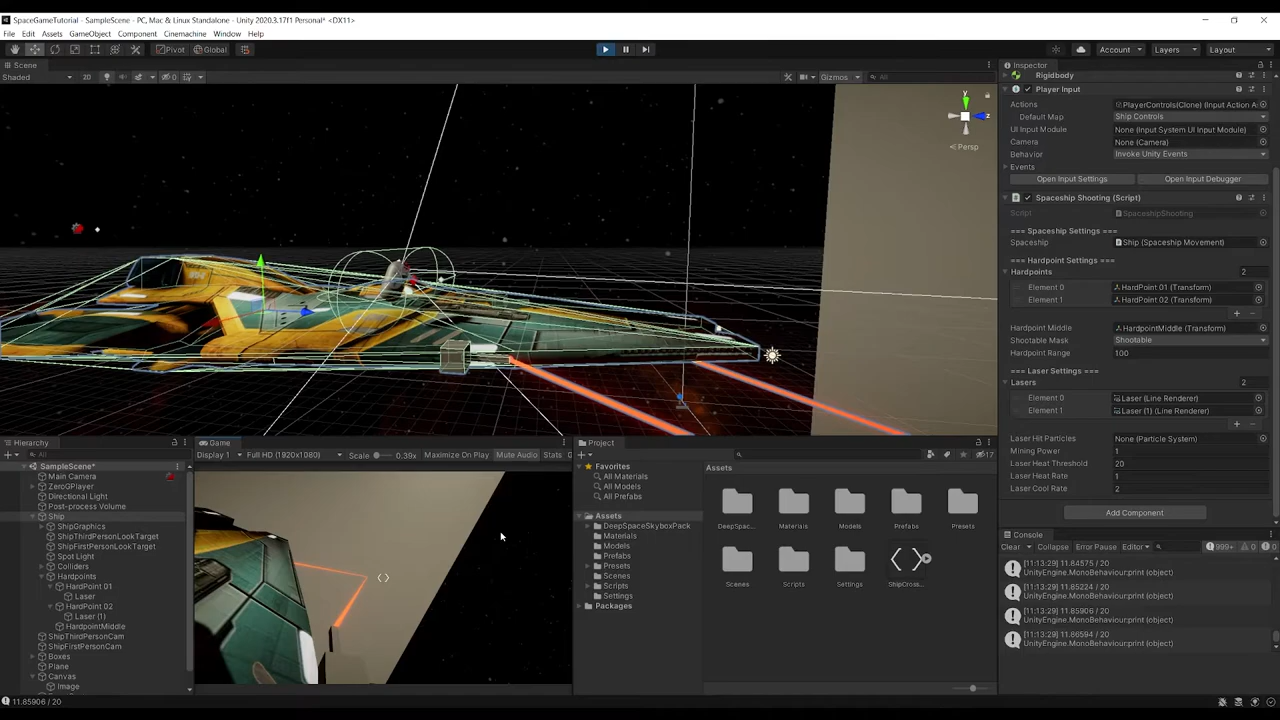 SpaceGameTutorial - SampleScene - PC, Mac & Linux Standalone - Unity 2020.3.17f1 Personal* <DX11>
File Edit Assets GameObject Component Cinemachine Window Help
Pivot Global Account Layers Layout
Scene
Shaded 2D 0 Gizmos All
y
z
Persp
Inspector
Rigidbody
Player Input
Actions PlayerControls(Clone) (Input Action A
Default Map Ship Controls
UI Input Module None (Input System UI Input Module)
Camera None (Camera)
Behavior Invoke Unity Events
Events
Open Input Settings Open Input Debugger
Spaceship Shooting (Script)
Script SpaceshipShooting
=== Spaceship Settings ===
Spaceship Ship (Spaceship Movement)
=== Hardpoint Settings ===
Hardpoints 2
Element 0 HardPoint 01 (Transform)
Element 1 HardPoint 02 (Transform)
Hardpoint Middle HardpointMiddle (Transform)
Shootable Mask Shootable
Hardpoint Range 100
=== Laser Settings ===
Lasers 2
Element 0 Laser (Line Renderer)
Element 1 Laser (1) (Line Renderer)
Laser Hit Particles None (Particle System)
Mining Power 1
Laser Heat Threshold 20
Laser Heat Rate 1
Laser Cool Rate 2
Add Component
Hierarchy
All
SampleScene*
Main Camera
ZeroGPlayer
Directional Light
Post-process Volume
Ship
ShipGraphics
ShipThirdPersonLookTarget
ShipFirstPersonLookTarget
Spot Light
Colliders
Hardpoints
HardPoint 01
Laser
HardPoint 02
Laser (1)
HardpointMiddle
ShipThirdPersonCam
ShipFirstPersonCam
Boxes
Plane
Canvas
Image
Game
Display 1 Full HD (1920x1080) Scale 0.39x Maximize On Play Mute Audio Stats
Project
17
Favorites
All Materials
All Models
All Prefabs
Assets
DeepSpaceSkyboxPack
Materials
Models
Prefabs
Presets
Scenes
Scripts
Settings
Packages
Assets
DeepSpac... Materials Models Prefabs Presets
Scenes Scripts Settings ShipCros...
Console
Clear Collapse Error Pause Editor 999+ 0 0
[11:13:29] 11.84575 / 20
UnityEngine.MonoBehaviour:print (object)
[11:13:29] 11.85224 / 20
UnityEngine.MonoBehaviour:print (object)
[11:13:29] 11.85906 / 20
UnityEngine.MonoBehaviour:print (object)
[11:13:29] 11.86594 / 20
UnityEngine.MonoBehaviour:print (object)
11.85906 / 20